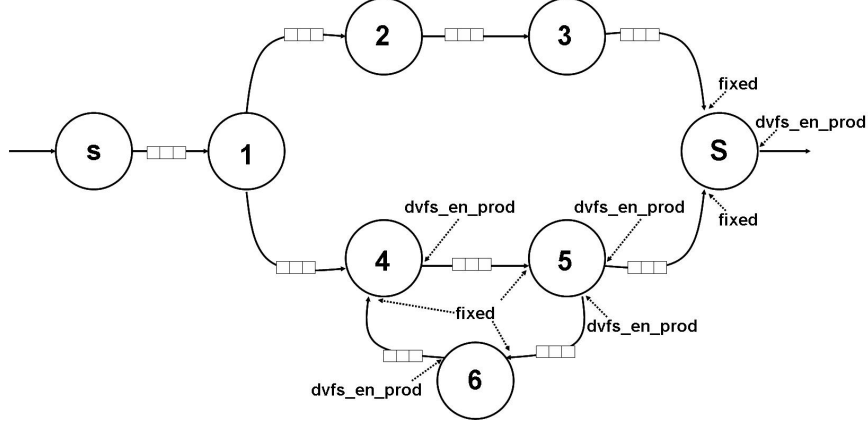 2
3
fixed
dvfs_en_prod
s
1
S
dvfs_en_prod
dvfs_en_prod
fixed
4
5
fixed
dvfs_en_prod
6
dvfs_en_prod